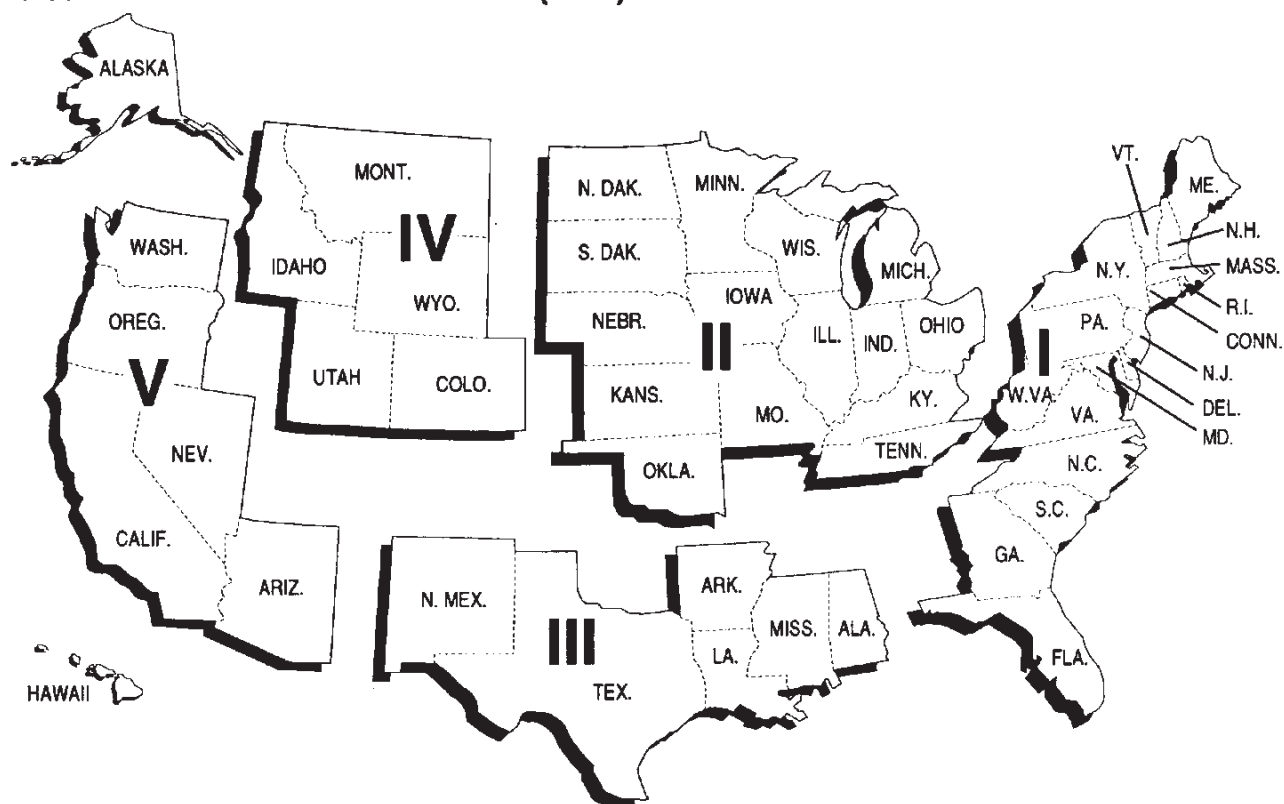 ALASKA
MONT.
IV
IDAHO
WYO.
UTAH
COLO.
WASH.
OREG.
V
NEV.
CALIF.
ARIZ.
HAWAII
N. DAK.
MINN.
S. DAK.
WIS.
MICH.
IOWA
NEBR.
II
ILL.
IND.
OHIO
KANS.
MO.
KY.
OKLA.
TENN.
N. MEX.
III
TEX.
ARK.
LA.
MISS.
ALA.
VT.
ME.
N.H.
N.Y.
MASS.
R.I.
CONN.
PA.
I
N.J.
W.VA.
DEL.
VA.
MD.
N.C.
S.C.
GA.
FLA.